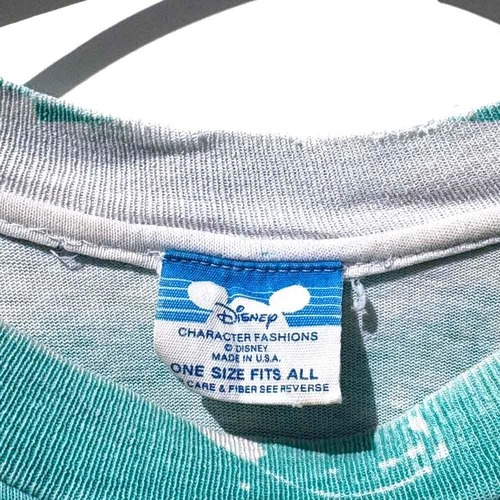 Disney
CHARACTER FASHIONS
© DISNEY
MADE IN U.S.A.
ONE SIZE FITS ALL
CARE & FIBER SEE REVERSE